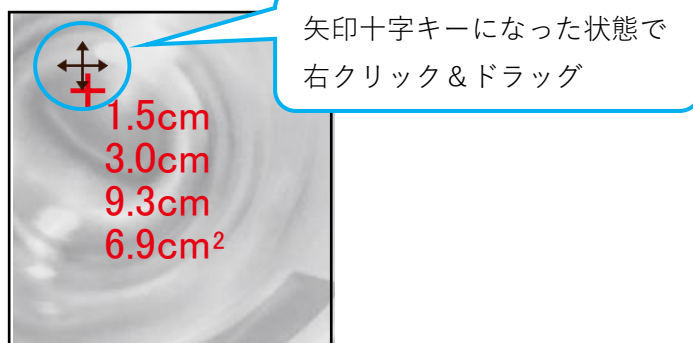 矢印十字キーになった状態で
右クリック＆ドラッグ
1.5cm
3.0cm
9.3cm
6.9cm²